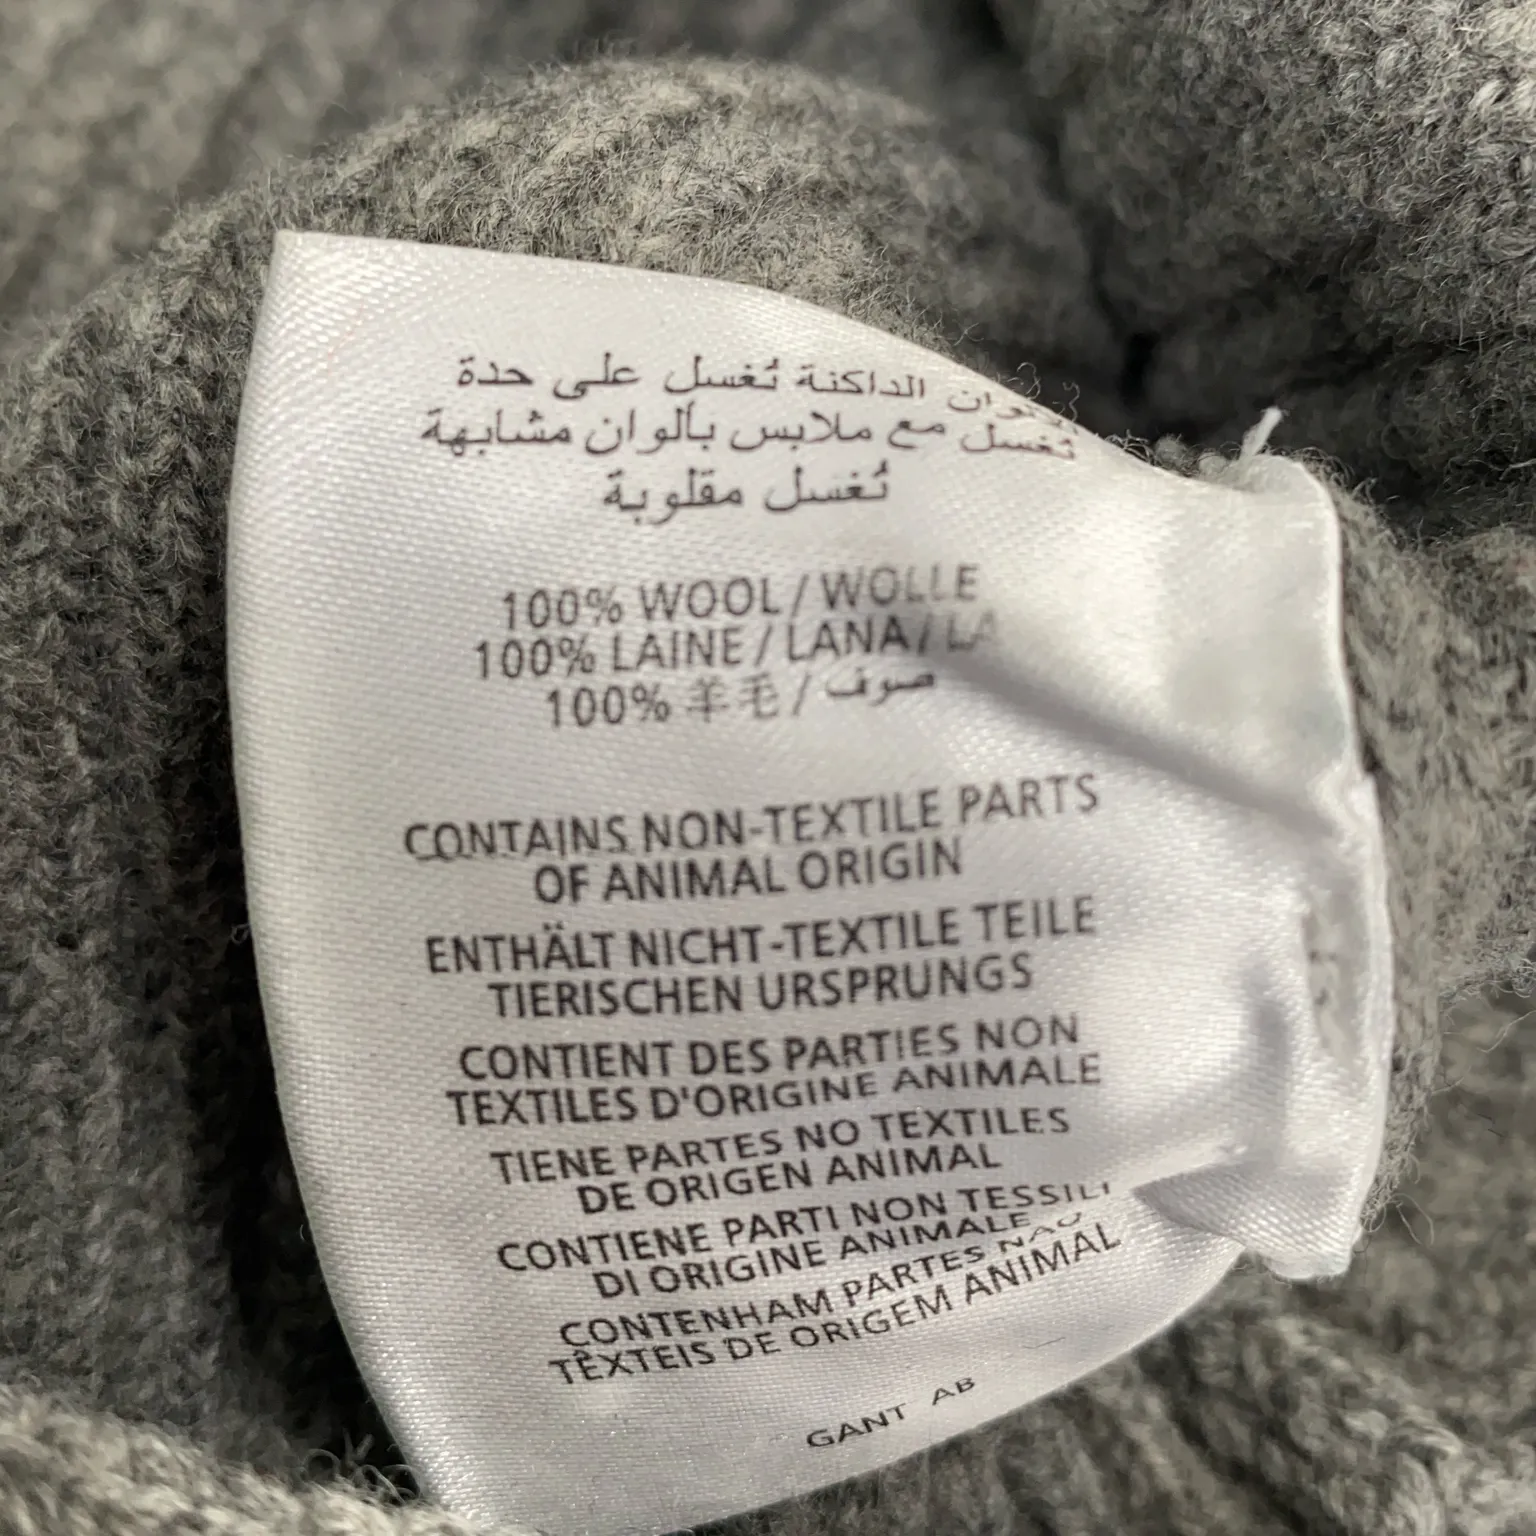 الألوان الداكنة تُغسل على حدة
تُغسل مع ملابس بألوان مشابهة
تُغسل مقلوبة
100% WOOL / WOLLE
100% LAINE / LANA / LA
100% 羊毛 / صوف
CONTAINS NON-TEXTILE PARTS
OF ANIMAL ORIGIN
ENTHÄLT NICHT-TEXTILE TEILE
TIERISCHEN URSPRUNGS
CONTIENT DES PARTIES NON
TEXTILES D'ORIGINE ANIMALE
TIENE PARTES NO TEXTILES
DE ORIGEN ANIMAL
CONTIENE PARTI NON TESSILI
DI ORIGINE ANIMALE
CONTENHAM PARTES NAO
TÊXTEIS DE ORIGEM ANIMAL
GANT AB